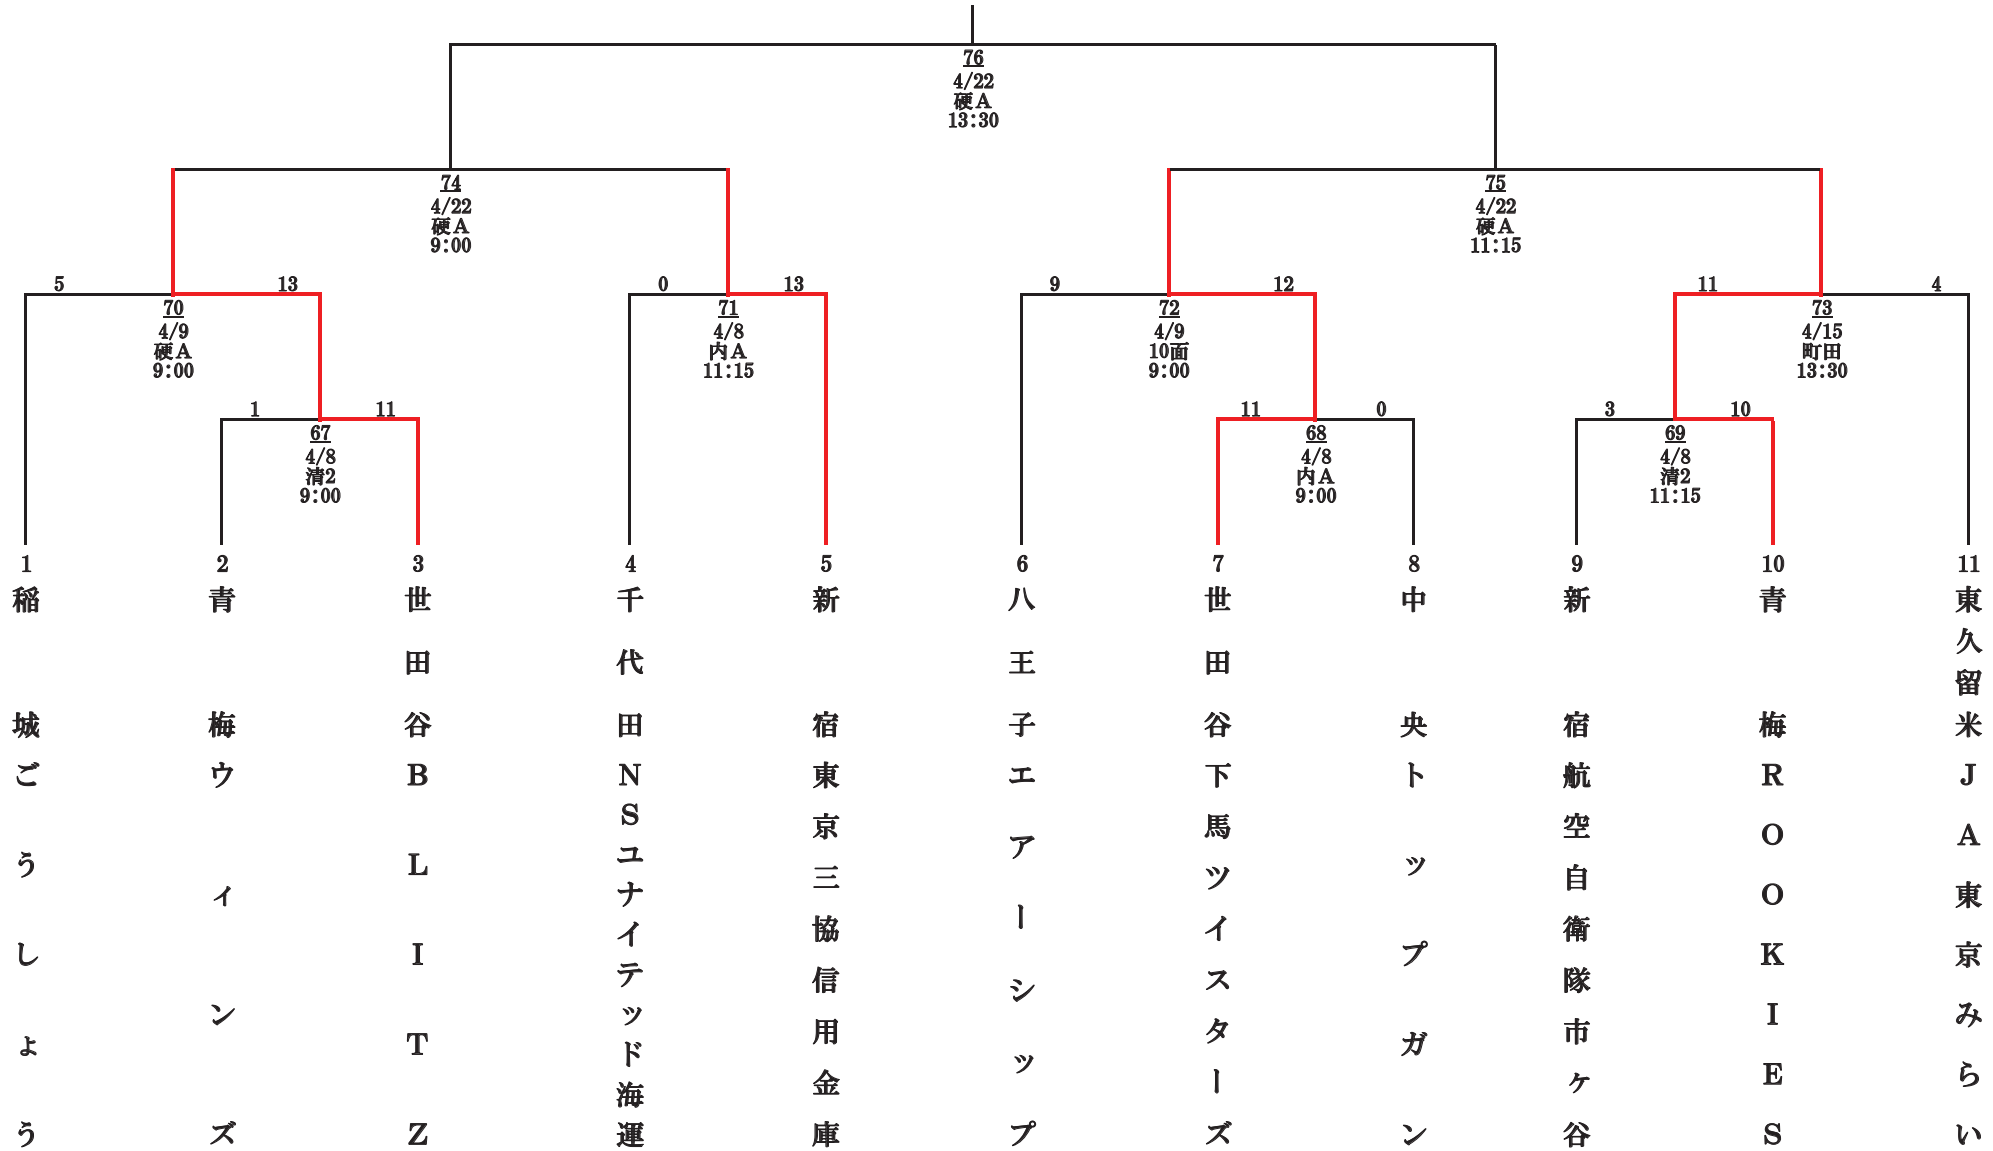 76
4/22
硬A
13:30
74
4/22
硬A
9:00
75
4/22
硬A
11:15
5
13
70
4/9
硬A
9:00
0
13
71
4/8
内A
11:15
9
12
72
4/9
10面
9:00
11
4
73
4/15
町田
13:30
1
11
67
4/8
清2
9:00
11
0
68
4/8
内A
9:00
3
10
69
4/8
清2
11:15
1
稲城ごうしょう
2
青梅ウィンズ
3
世田谷BLITZ
4
千代田NSユナイテッド海運
5
新宿東京三協信用金庫
6
八王子エアーシップ
7
世田谷下馬ツイスターズ
8
中央トップガン
9
新宿航空自衛隊市ヶ谷
10
青梅ROOKIES
11
東久留米JA東京みらい